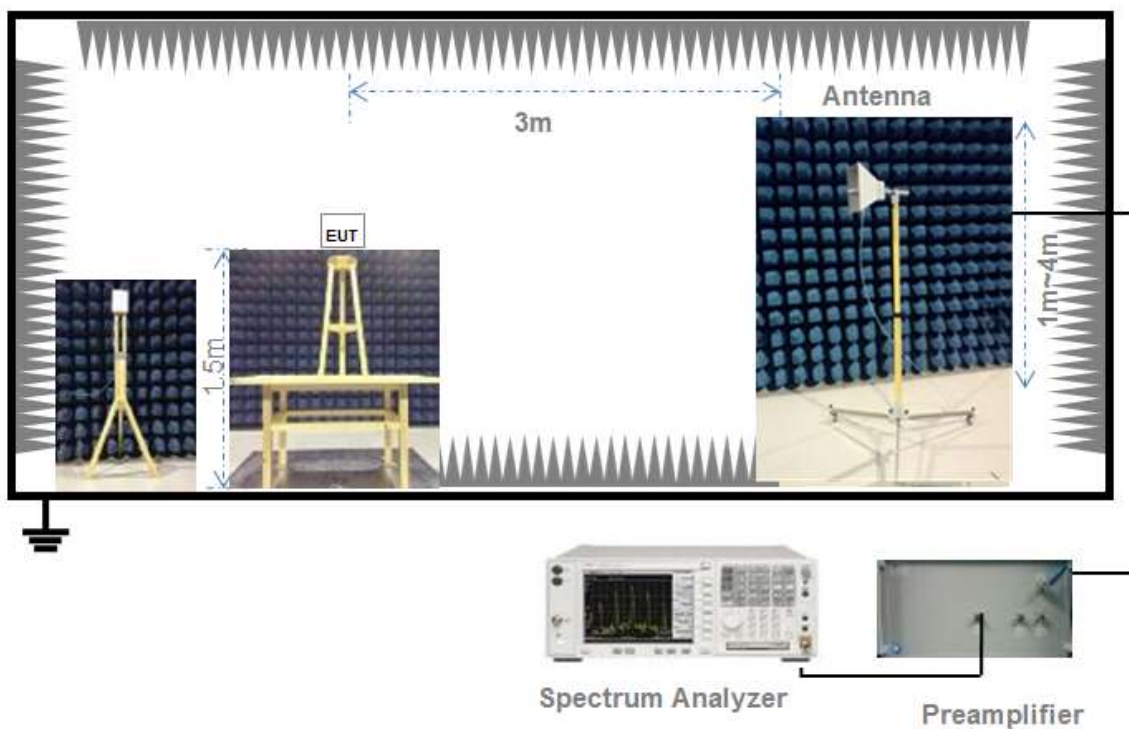 Antenna
3m
EUT
1.5m
1m~4m
Spectrum Analyzer
Preamplifier